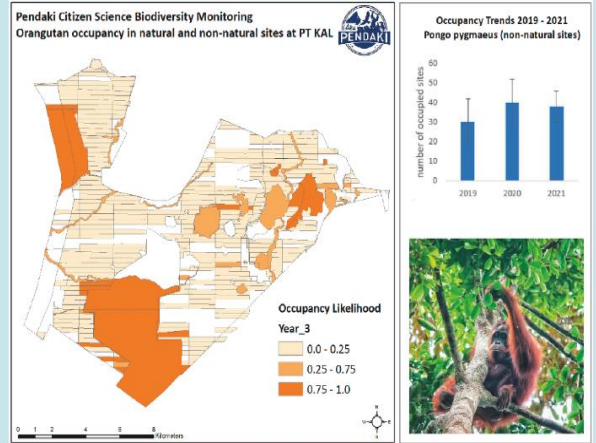 Pendaki Citizen Science Biodiversity Monitoring
Orangutan occupancy in natural and non-natural sites at PT KAL
PENDAKI
Occupancy Likelihood
Year_3
0.0 - 0.25
0.25 - 0.75
0.75 - 1.0
0 1 2 4 6 8
Kilometers
N
W E
S
Occupancy Trends 2019 - 2021
Pongo pygmaeus (non-natural sites)
number of occupied sites
60
50
40
30
20
10
0
2019 2020 2021